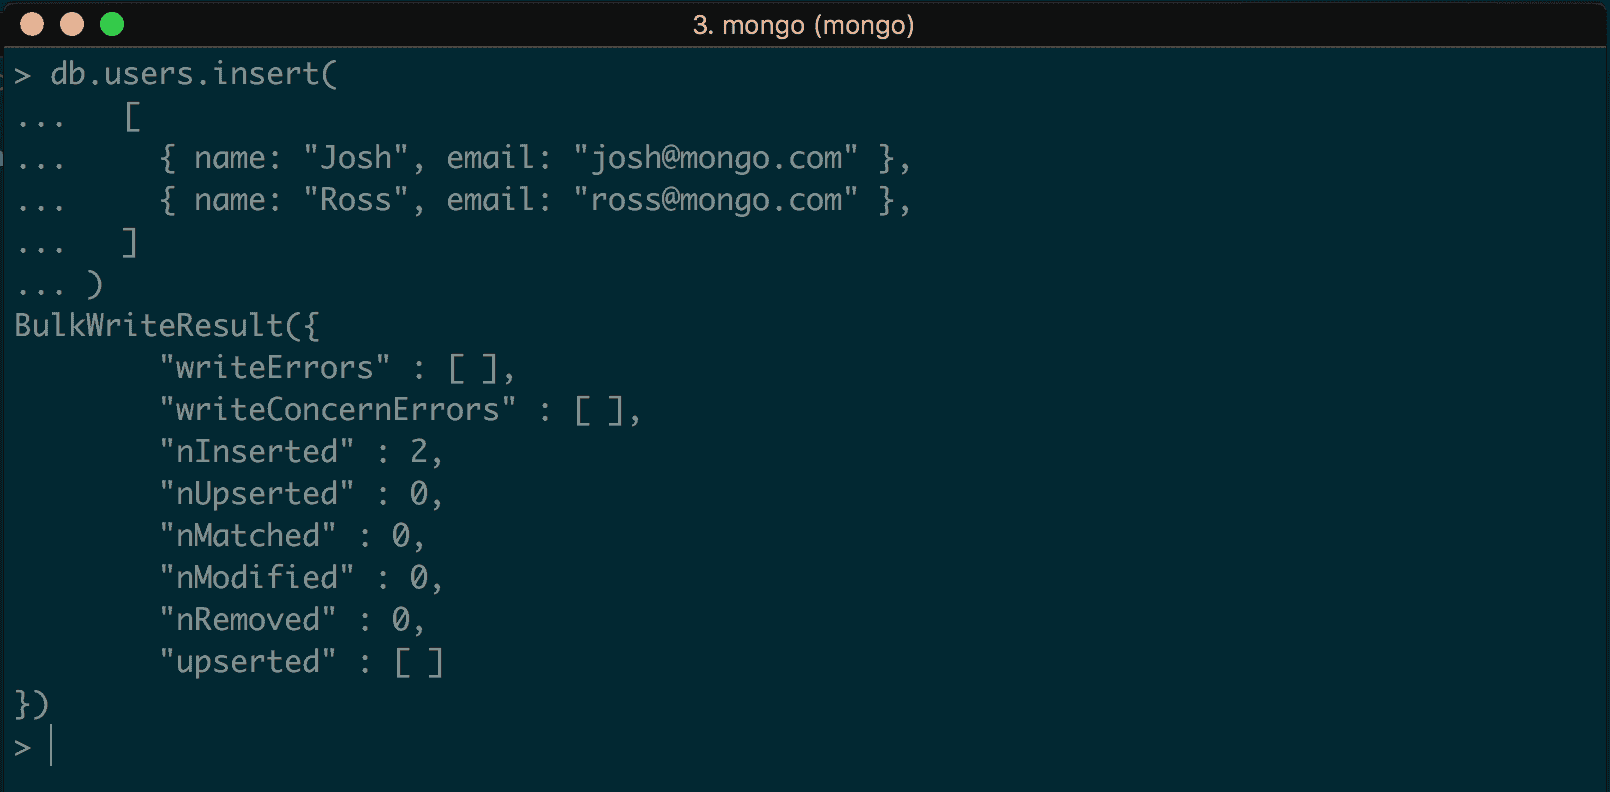 3. mongo (mongo)
> db.users.insert(
...   [
...     { name: "Josh", email: "josh@mongo.com" },
...     { name: "Ross", email: "ross@mongo.com" },
...   ]
... )
BulkWriteResult({
        "writeErrors" : [ ],
        "writeConcernErrors" : [ ],
        "nInserted" : 2,
        "nUpserted" : 0,
        "nMatched" : 0,
        "nModified" : 0,
        "nRemoved" : 0,
        "upserted" : [ ]
})
>